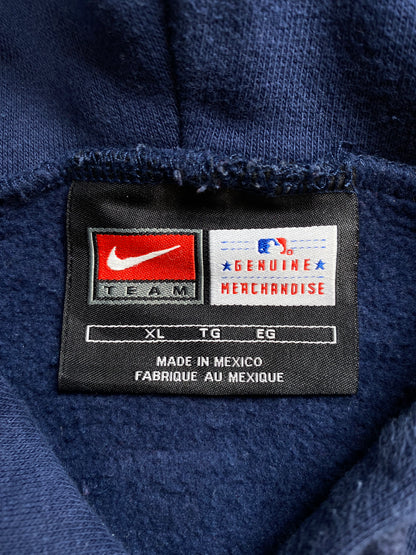 TEAM
GENUINE
MERCHANDISE
XL TG EG
MADE IN MEXICO
FABRIQUE AU MEXIQUE